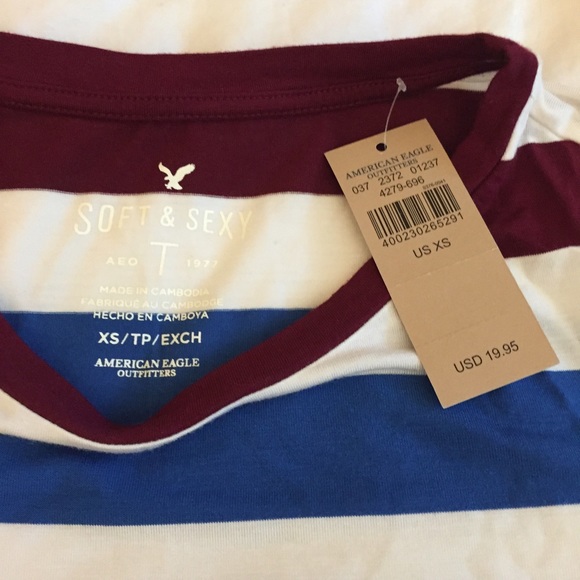 SOFT & SEXY
AEO T 1977
MADE IN CAMBODIA
FABRIQUÉ AU CAMBODGE
HECHO EN CAMBOYA
XS/TP/EXCH
AMERICAN EAGLE
OUTFITTERS
AMERICAN EAGLE
OUTFITTERS
037 2372 01237
4279-696
400230265291
US XS
USD 19.95